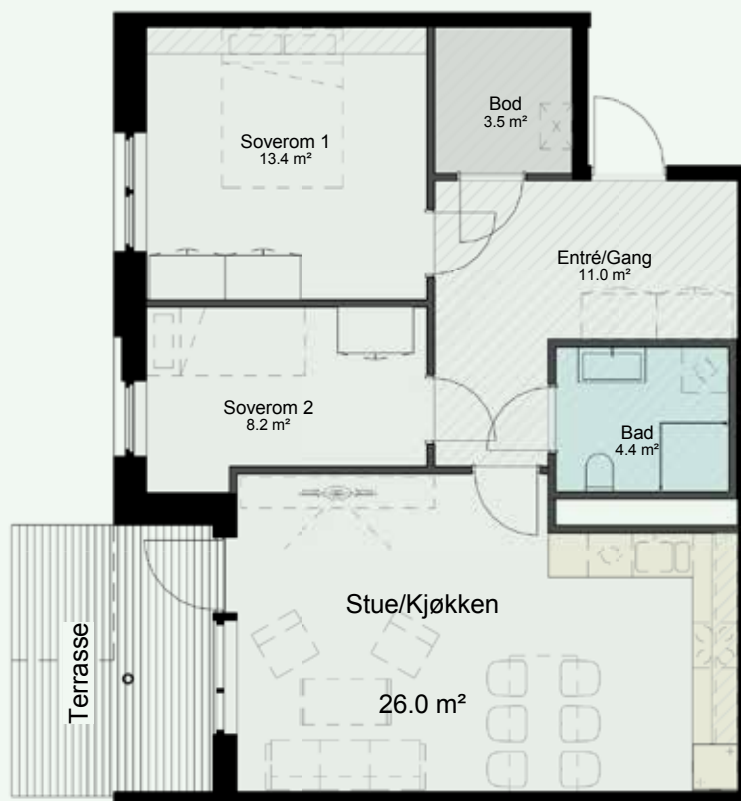 Bod
3.5 m²
Soverom 1
13.4 m²
Entré/Gang
11.0 m²
Soverom 2
8.2 m²
Bad
4.4 m²
Stue/Kjøkken
26.0 m²
Terrasse